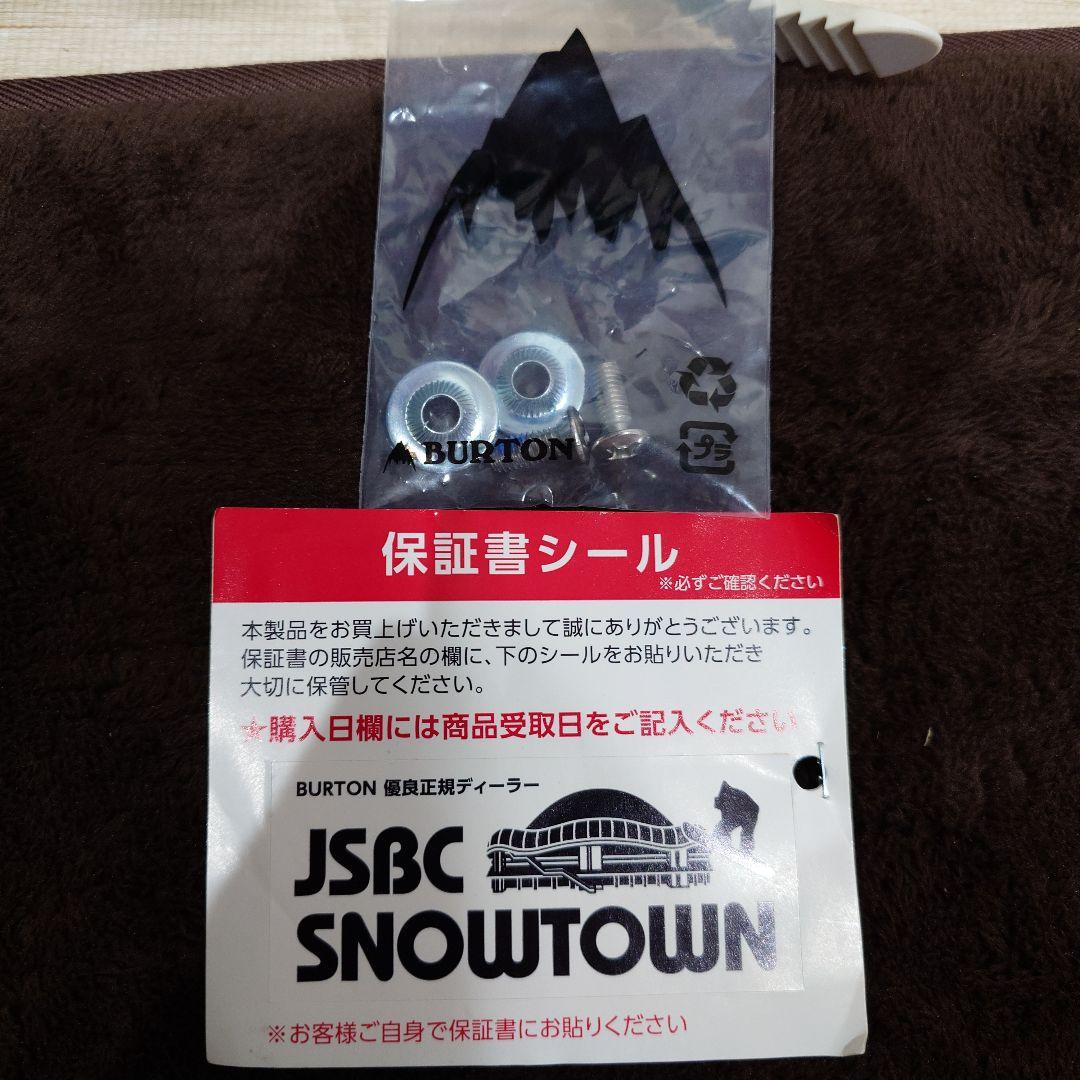 BURTON
プラ
保証書シール
※必ずご確認ください
本製品をお買上げいただきまして誠にありがとうございます。
保証書の販売店名の欄に、下のシールをお貼りいただき
大切に保管してください。
★購入日欄には商品受取日をご記入ください
BURTON 優良正規ディーラー
JSBC
SNOWTOWN
※お客様ご自身で保証書にお貼りください